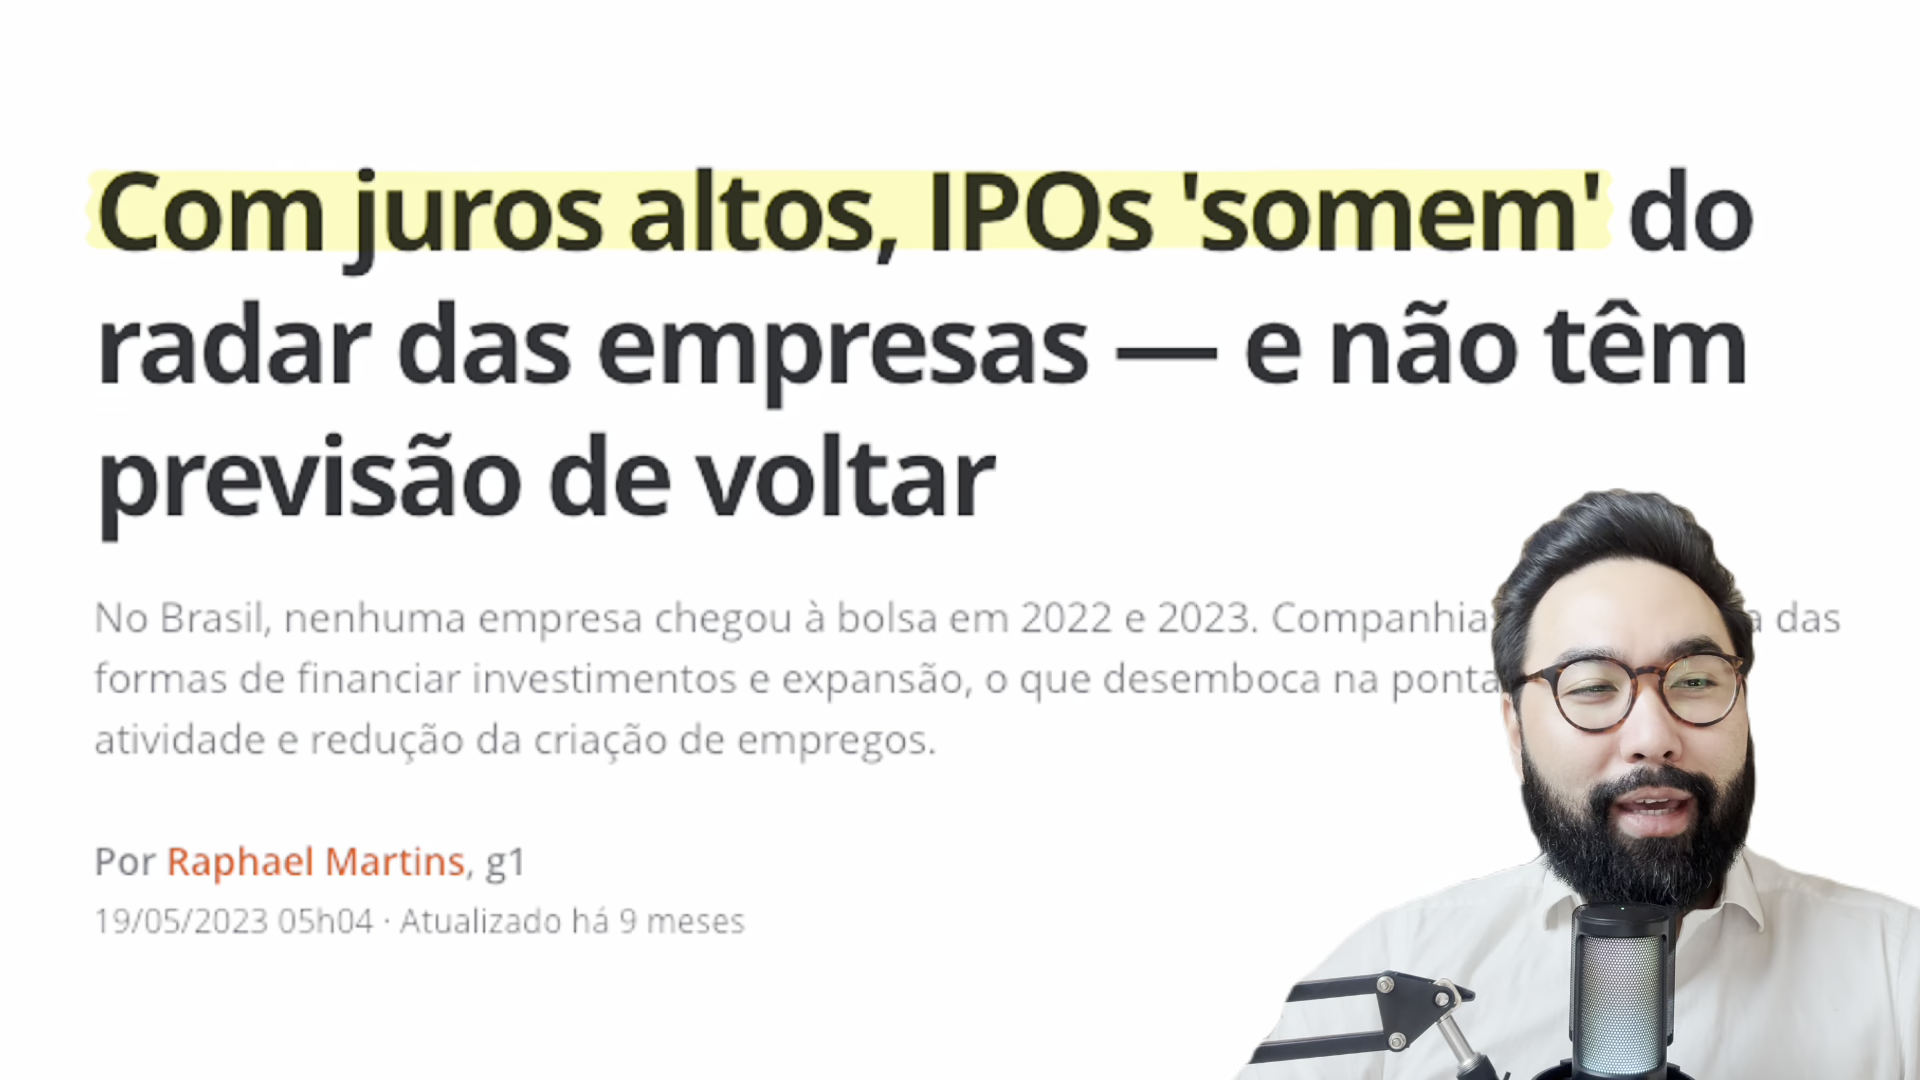 Com juros altos, IPOs 'somem' do
radar das empresas — e não têm
previsão de voltar
No Brasil, nenhuma empresa chegou à bolsa em 2022 e 2023. Companhias das
formas de financiar investimentos e expansão, o que desemboca na ponta
atividade e redução da criação de empregos.
Por Raphael Martins, g1
19/05/2023 05h04 · Atualizado há 9 meses